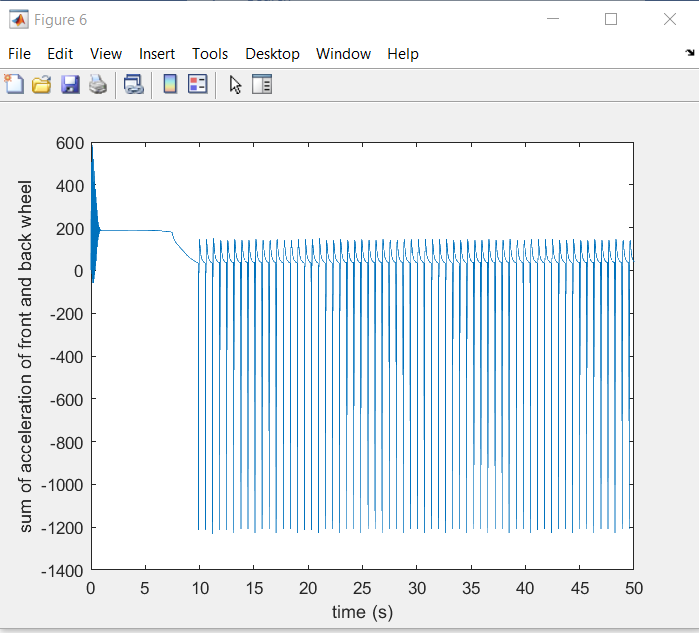 Figure 6
File Edit View Insert Tools Desktop Window Help
600
400
200
0
-200
-400
-600
-800
-1000
-1200
-1400
sum of acceleration of front and back wheel
0 5 10 15 20 25 30 35 40 45 50
time (s)